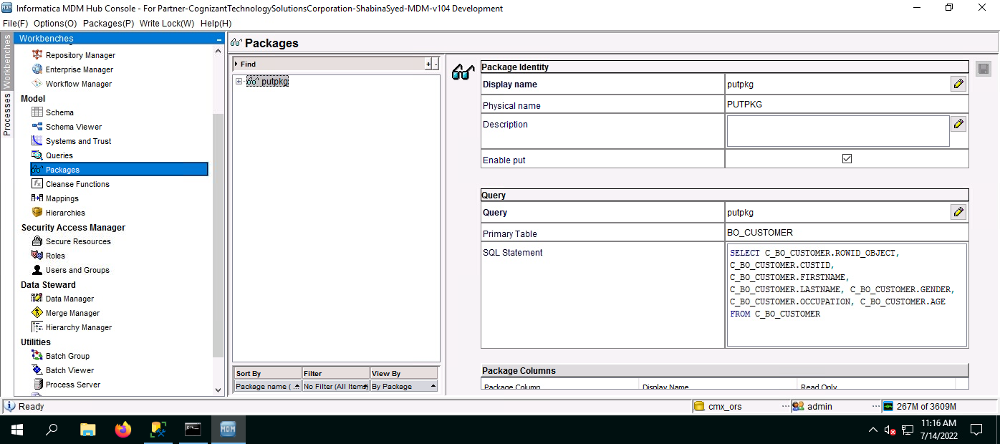 Informatica MDM Hub Console - For Partner-CognizantTechnologySolutionsCorporation-ShabinaSyed-MDM-v104 Development
File(F) Options(O) Packages(P) Write Lock(W) Help(H)
Workbenches
Processes
Workbenches
Repository Manager
Enterprise Manager
Workflow Manager
Model
Schema
Schema Viewer
Systems and Trust
Queries
Packages
Cleanse Functions
Mappings
Hierarchies
Security Access Manager
Secure Resources
Roles
Users and Groups
Data Steward
Data Manager
Merge Manager
Hierarchy Manager
Utilities
Batch Group
Batch Viewer
Process Server
Packages
Find
+ -
putpkg
Sort By Filter View By
Package name ( .. No Filter (All Items) By Package
Package Identity
Display name putpkg
Physical name PUTPKG
Description
Enable put
Query
Query putpkg
Primary Table BO_CUSTOMER
SQL Statement
SELECT C_BO_CUSTOMER.ROWID_OBJECT,
C_BO_CUSTOMER.CUSTID,
C_BO_CUSTOMER.FIRSTNAME,
C_BO_CUSTOMER.LASTNAME, C_BO_CUSTOMER.GENDER,
C_BO_CUSTOMER.OCCUPATION, C_BO_CUSTOMER.AGE
FROM C_BO_CUSTOMER
Package Columns
Package Column Display Name Read Only
Ready cmx_ors ... admin ... 267M of 3609M
MDM
11:16 AM
7/14/2022